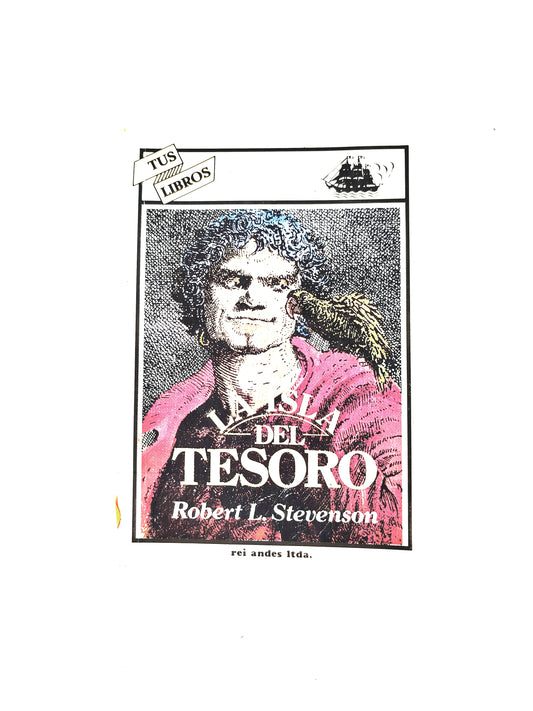 TUS
LIBROS
LA ISLA
DEL
TESORO
Robert L. Stevenson
rei andes ltda.